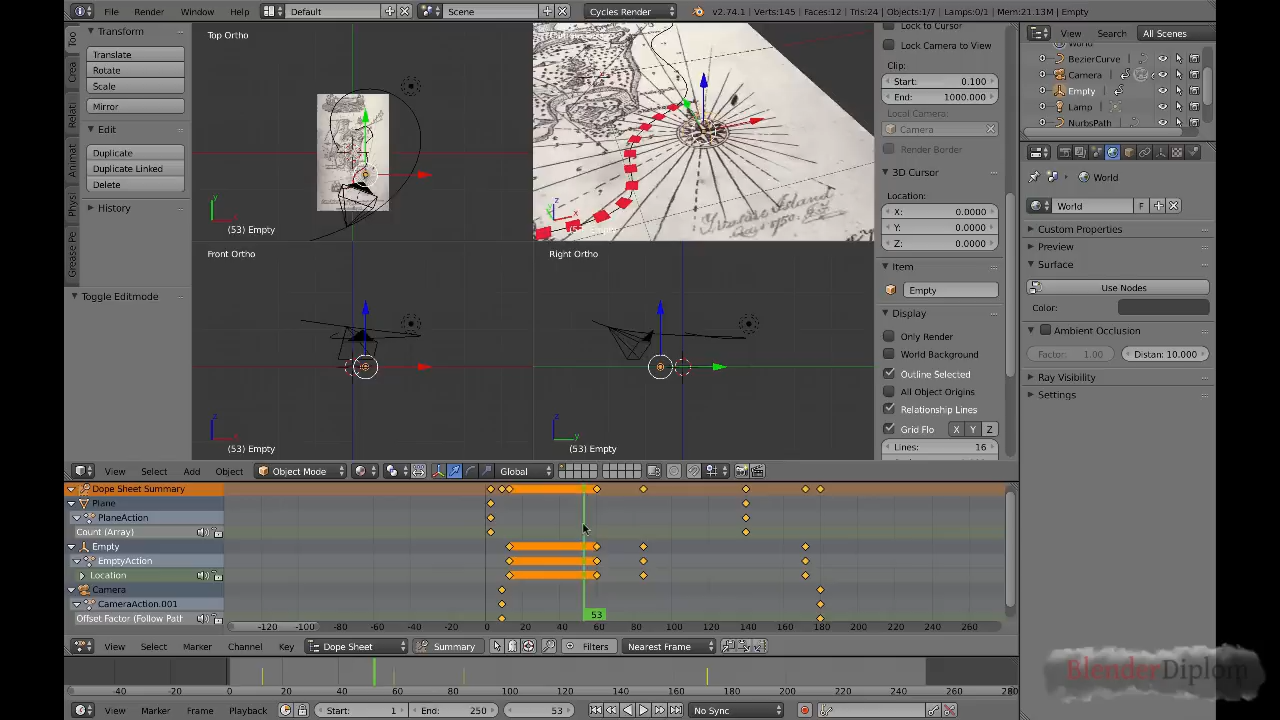 File Render Window Help
Default
Scene
Cycles Render
v2.74.1 | Verts:145 | Faces:12 | Tris:24 | Objects:1/7 | Lamps:0/1 | Mem:21.13M | Empty
Transform
Translate
Rotate
Scale
Mirror
Edit
Duplicate
Duplicate Linked
Delete
History
Toggle Editmode
Too
Crea
Relati
Animat
Physi
Grease Pe
Top Ortho
(53) Empty
Front Ortho
(53) Empty
Right Ortho
(53) Empty
Lock to Cursor
Lock Camera to View
Clip:
Start: 0.100
End: 1000.000
Local Camera:
Camera
Render Border
3D Cursor
Location:
X: 0.0000
Y: 0.0000
Z: 0.0000
Item
Empty
Display
Only Render
World Background
Outline Selected
All Object Origins
Relationship Lines
Grid Flo X Y Z
Lines: 16
View Search All Scenes
World
BezierCurve
Camera
Empty
Lamp
NurbsPath
World
World F
Custom Properties
Preview
Surface
Use Nodes
Color:
Ambient Occlusion
Factor: 1.00 Distan: 10.000
Ray Visibility
Settings
View Select Add Object Object Mode Global
Dope Sheet Summary
Plane
PlaneAction
Count (Array)
Empty
EmptyAction
Location
Camera
CameraAction.001
Offset Factor (Follow Path
53
-120 -100 -80 -60 -40 -20 0 20 40 60 80 100 120 140 160 180 200 220 240 260
View Select Marker Channel Key Dope Sheet Summary Filters Nearest Frame
-40 -20 0 20 40 60 80 100 120 140 160 180 200 220 240 260 280
View Marker Frame Playback Start: 1 End: 250 53 No Sync
BlenderDiplom